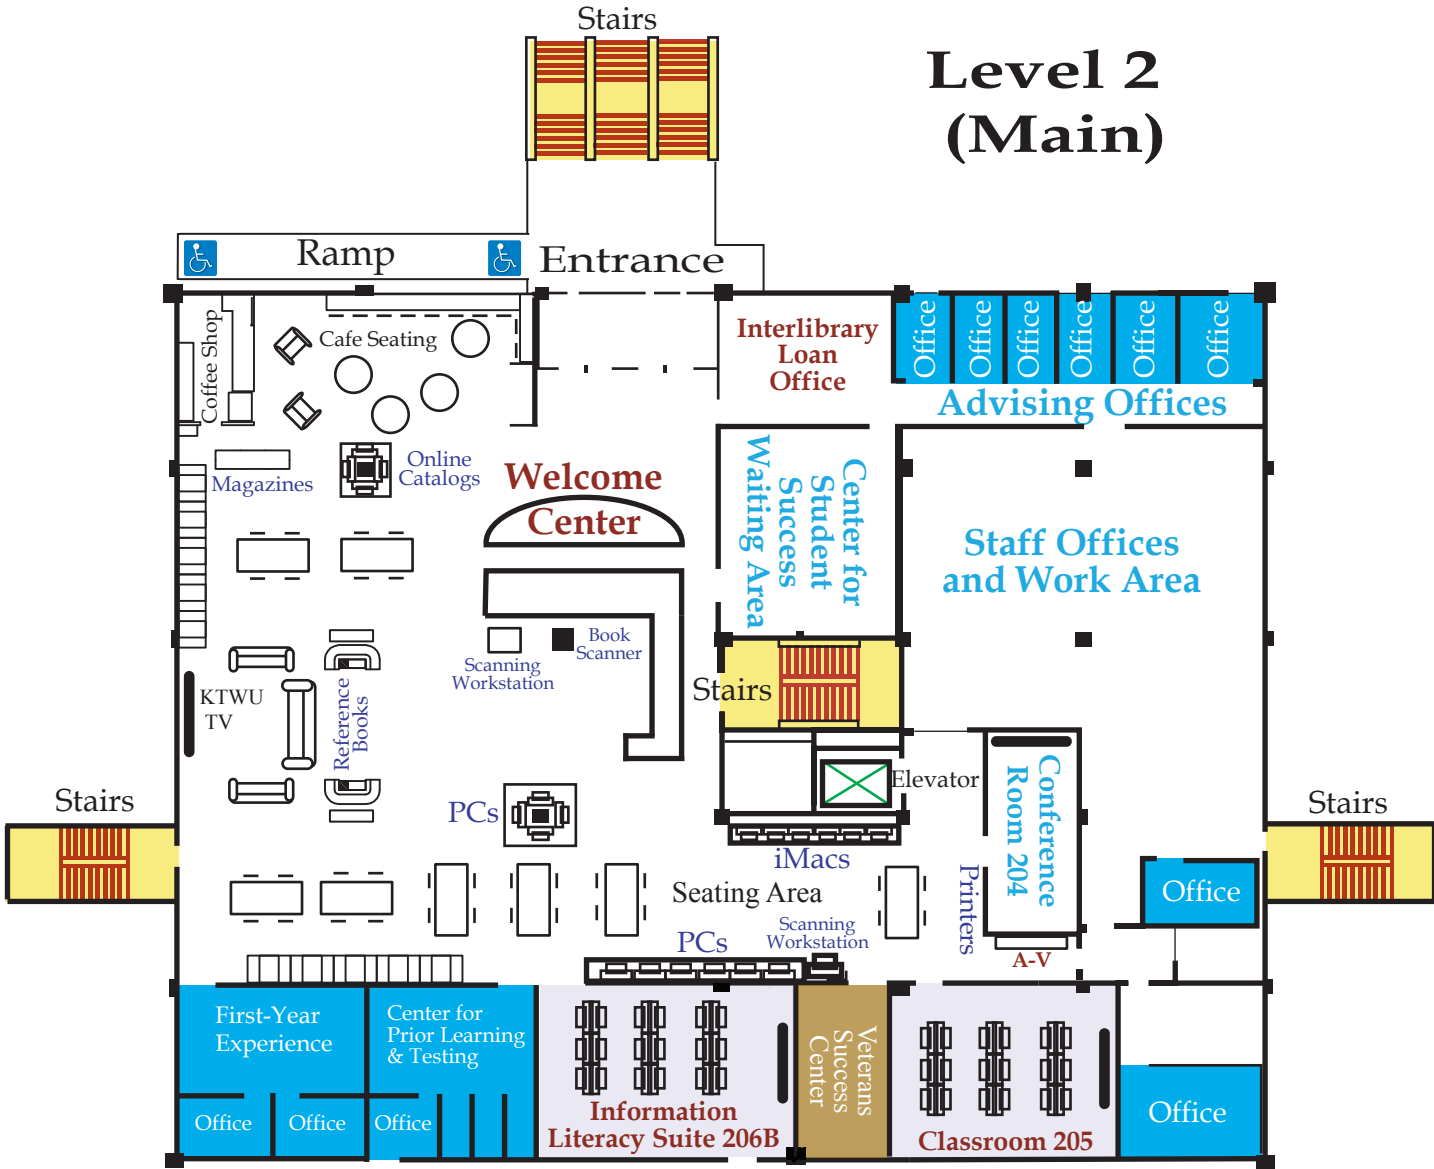 Stairs
Level 2
(Main)
Ramp
Entrance
Coffee Shop
Cafe Seating
Interlibrary
Loan
Office
Office
Office
Office
Office
Office
Office
Advising Offices
Magazines
Online
Catalogs
Welcome
Center
Center for
Student
Success
Waiting Area
Staff Offices
and Work Area
Scanning
Workstation
Book
Scanner
KTWU
TV
Reference
Books
Stairs
Stairs
PCs
Elevator
iMacs
Conference
Room 204
Stairs
Seating Area
Printers
Office
PCs
Scanning
Workstation
A-V
First-Year
Experience
Center for
Prior Learning
& Testing
Veterans
Success
Center
Office
Office
Office
Information
Literacy Suite 206B
Classroom 205
Office